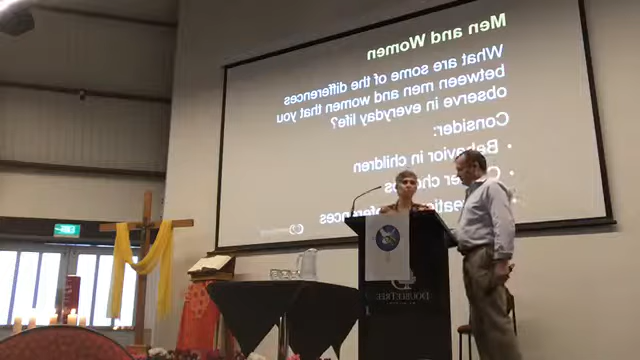 Men and Women
What are some of the differences
between men and women that you
observe in everyday life?
Consider:
• Behavior in children
DOUBLETREE